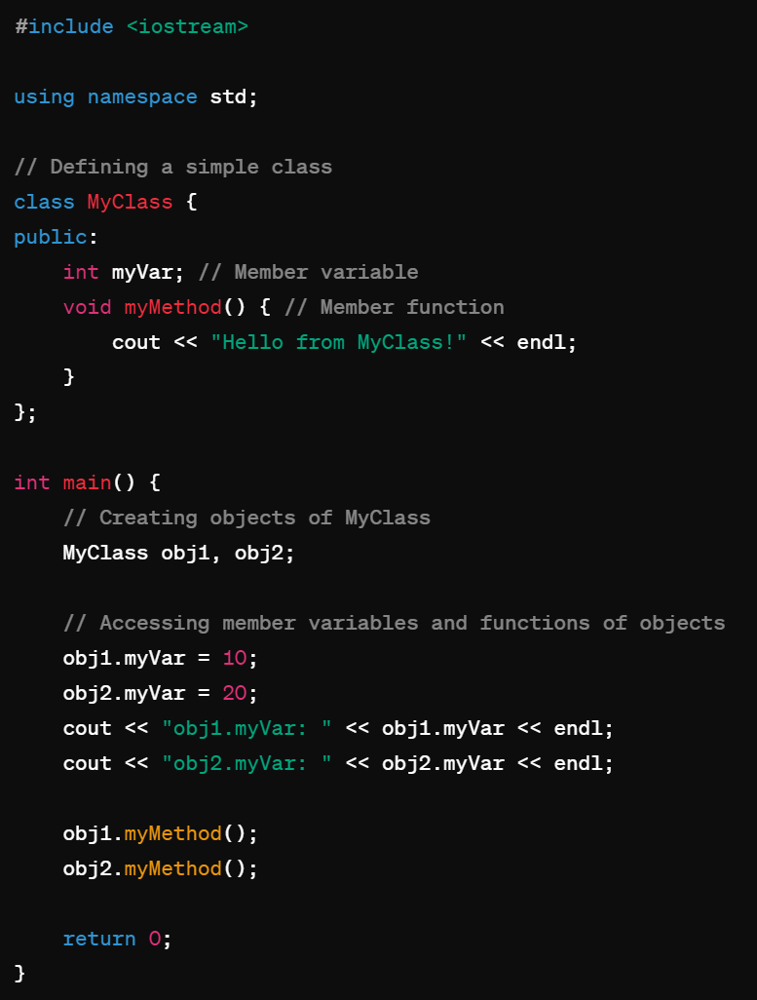 #include <iostream>

using namespace std;

// Defining a simple class
class MyClass {
public:
    int myVar; // Member variable
    void myMethod() { // Member function
        cout << "Hello from MyClass!" << endl;
    }
};

int main() {
    // Creating objects of MyClass
    MyClass obj1, obj2;

    // Accessing member variables and functions of objects
    obj1.myVar = 10;
    obj2.myVar = 20;
    cout << "obj1.myVar: " << obj1.myVar << endl;
    cout << "obj2.myVar: " << obj2.myVar << endl;

    obj1.myMethod();
    obj2.myMethod();

    return 0;
}